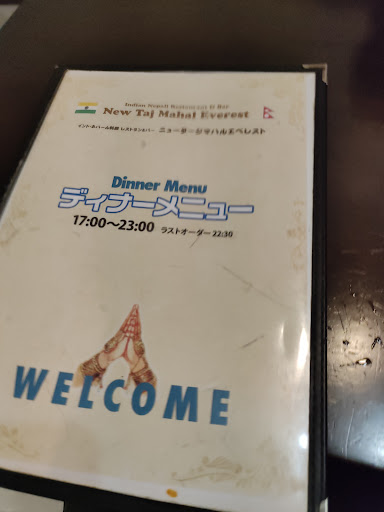 Indian Nepali Restaurant & Bar
New Taj Mahal Everest
インド・ネパール料理 レストラン&バー ニュータージマハルエベレスト
Dinner Menu
ディナーメニュー
17:00〜23:00 ラストオーダー 22:30
WELCOME